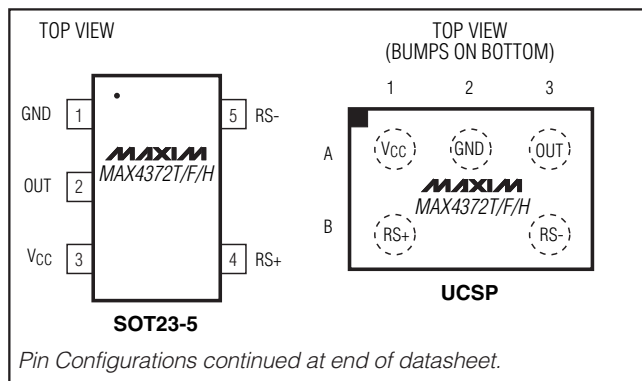 TOP VIEW
GND 1
5 RS-
MAXIM
MAX4372T/F/H
OUT 2
VCC 3
4 RS+
SOT23-5
TOP VIEW
(BUMPS ON BOTTOM)
1 2 3
A VCC GND OUT
MAXIM
MAX4372T/F/H
B RS+ RS-
UCSP
Pin Configurations continued at end of datasheet.